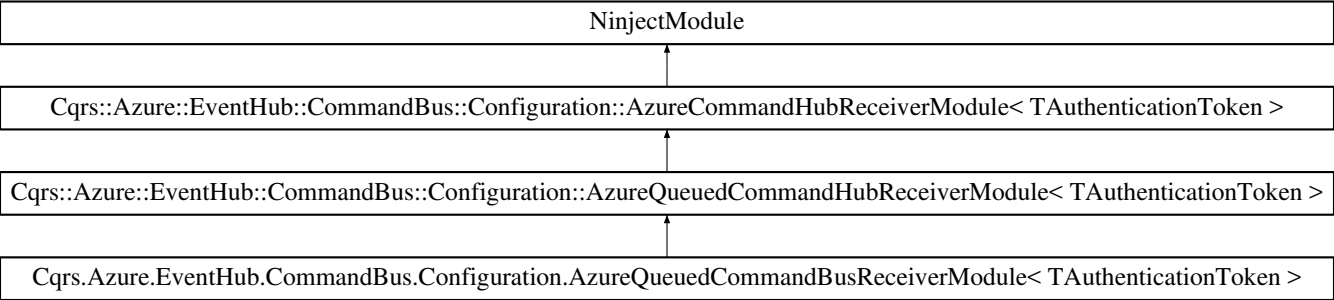 NinjectModule
Cqrs::Azure::EventHub::CommandBus::Configuration::AzureCommandHubReceiverModule< TAuthenticationToken >
Cqrs::Azure::EventHub::CommandBus::Configuration::AzureQueuedCommandHubReceiverModule< TAuthenticationToken >
Cqrs.Azure.EventHub.CommandBus.Configuration.AzureQueuedCommandBusReceiverModule< TAuthenticationToken >